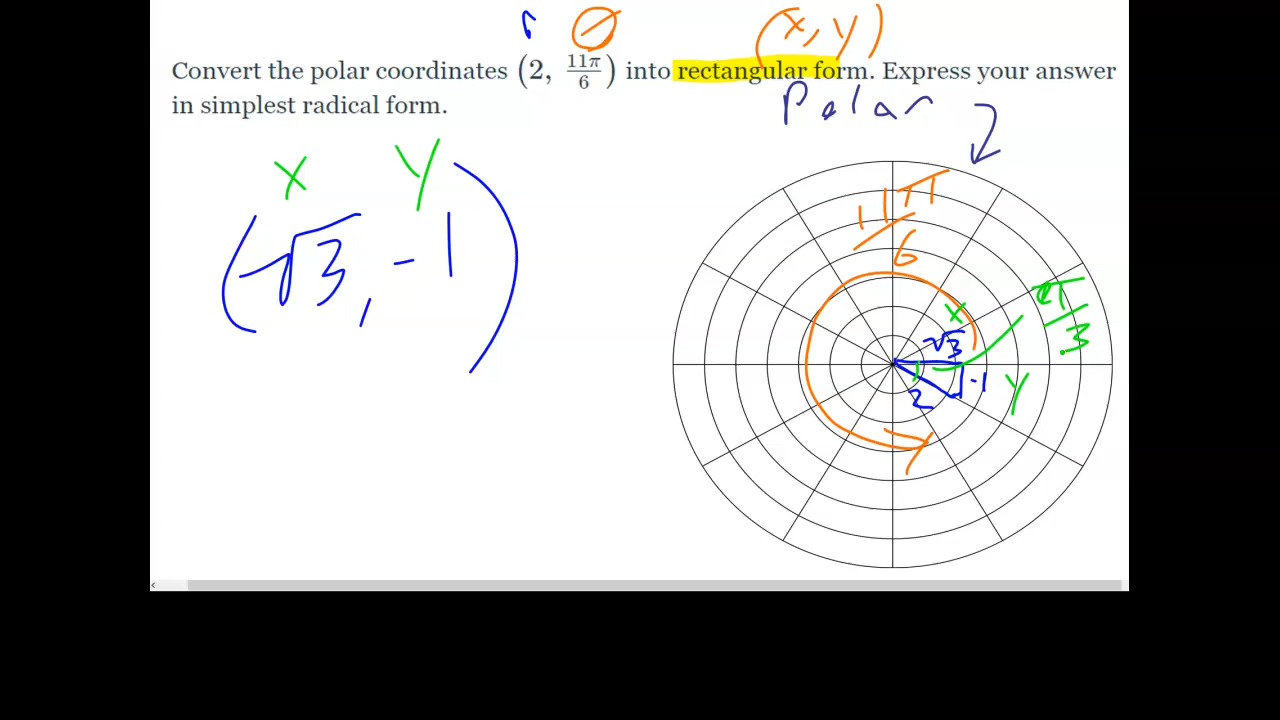 r θ (x, y)
Convert the polar coordinates (2, 11π/6) into rectangular form. Express your answer
in simplest radical form.
Polar
x y
(√3, -1)
11π/6
x
√3
π/3
-1
2
y